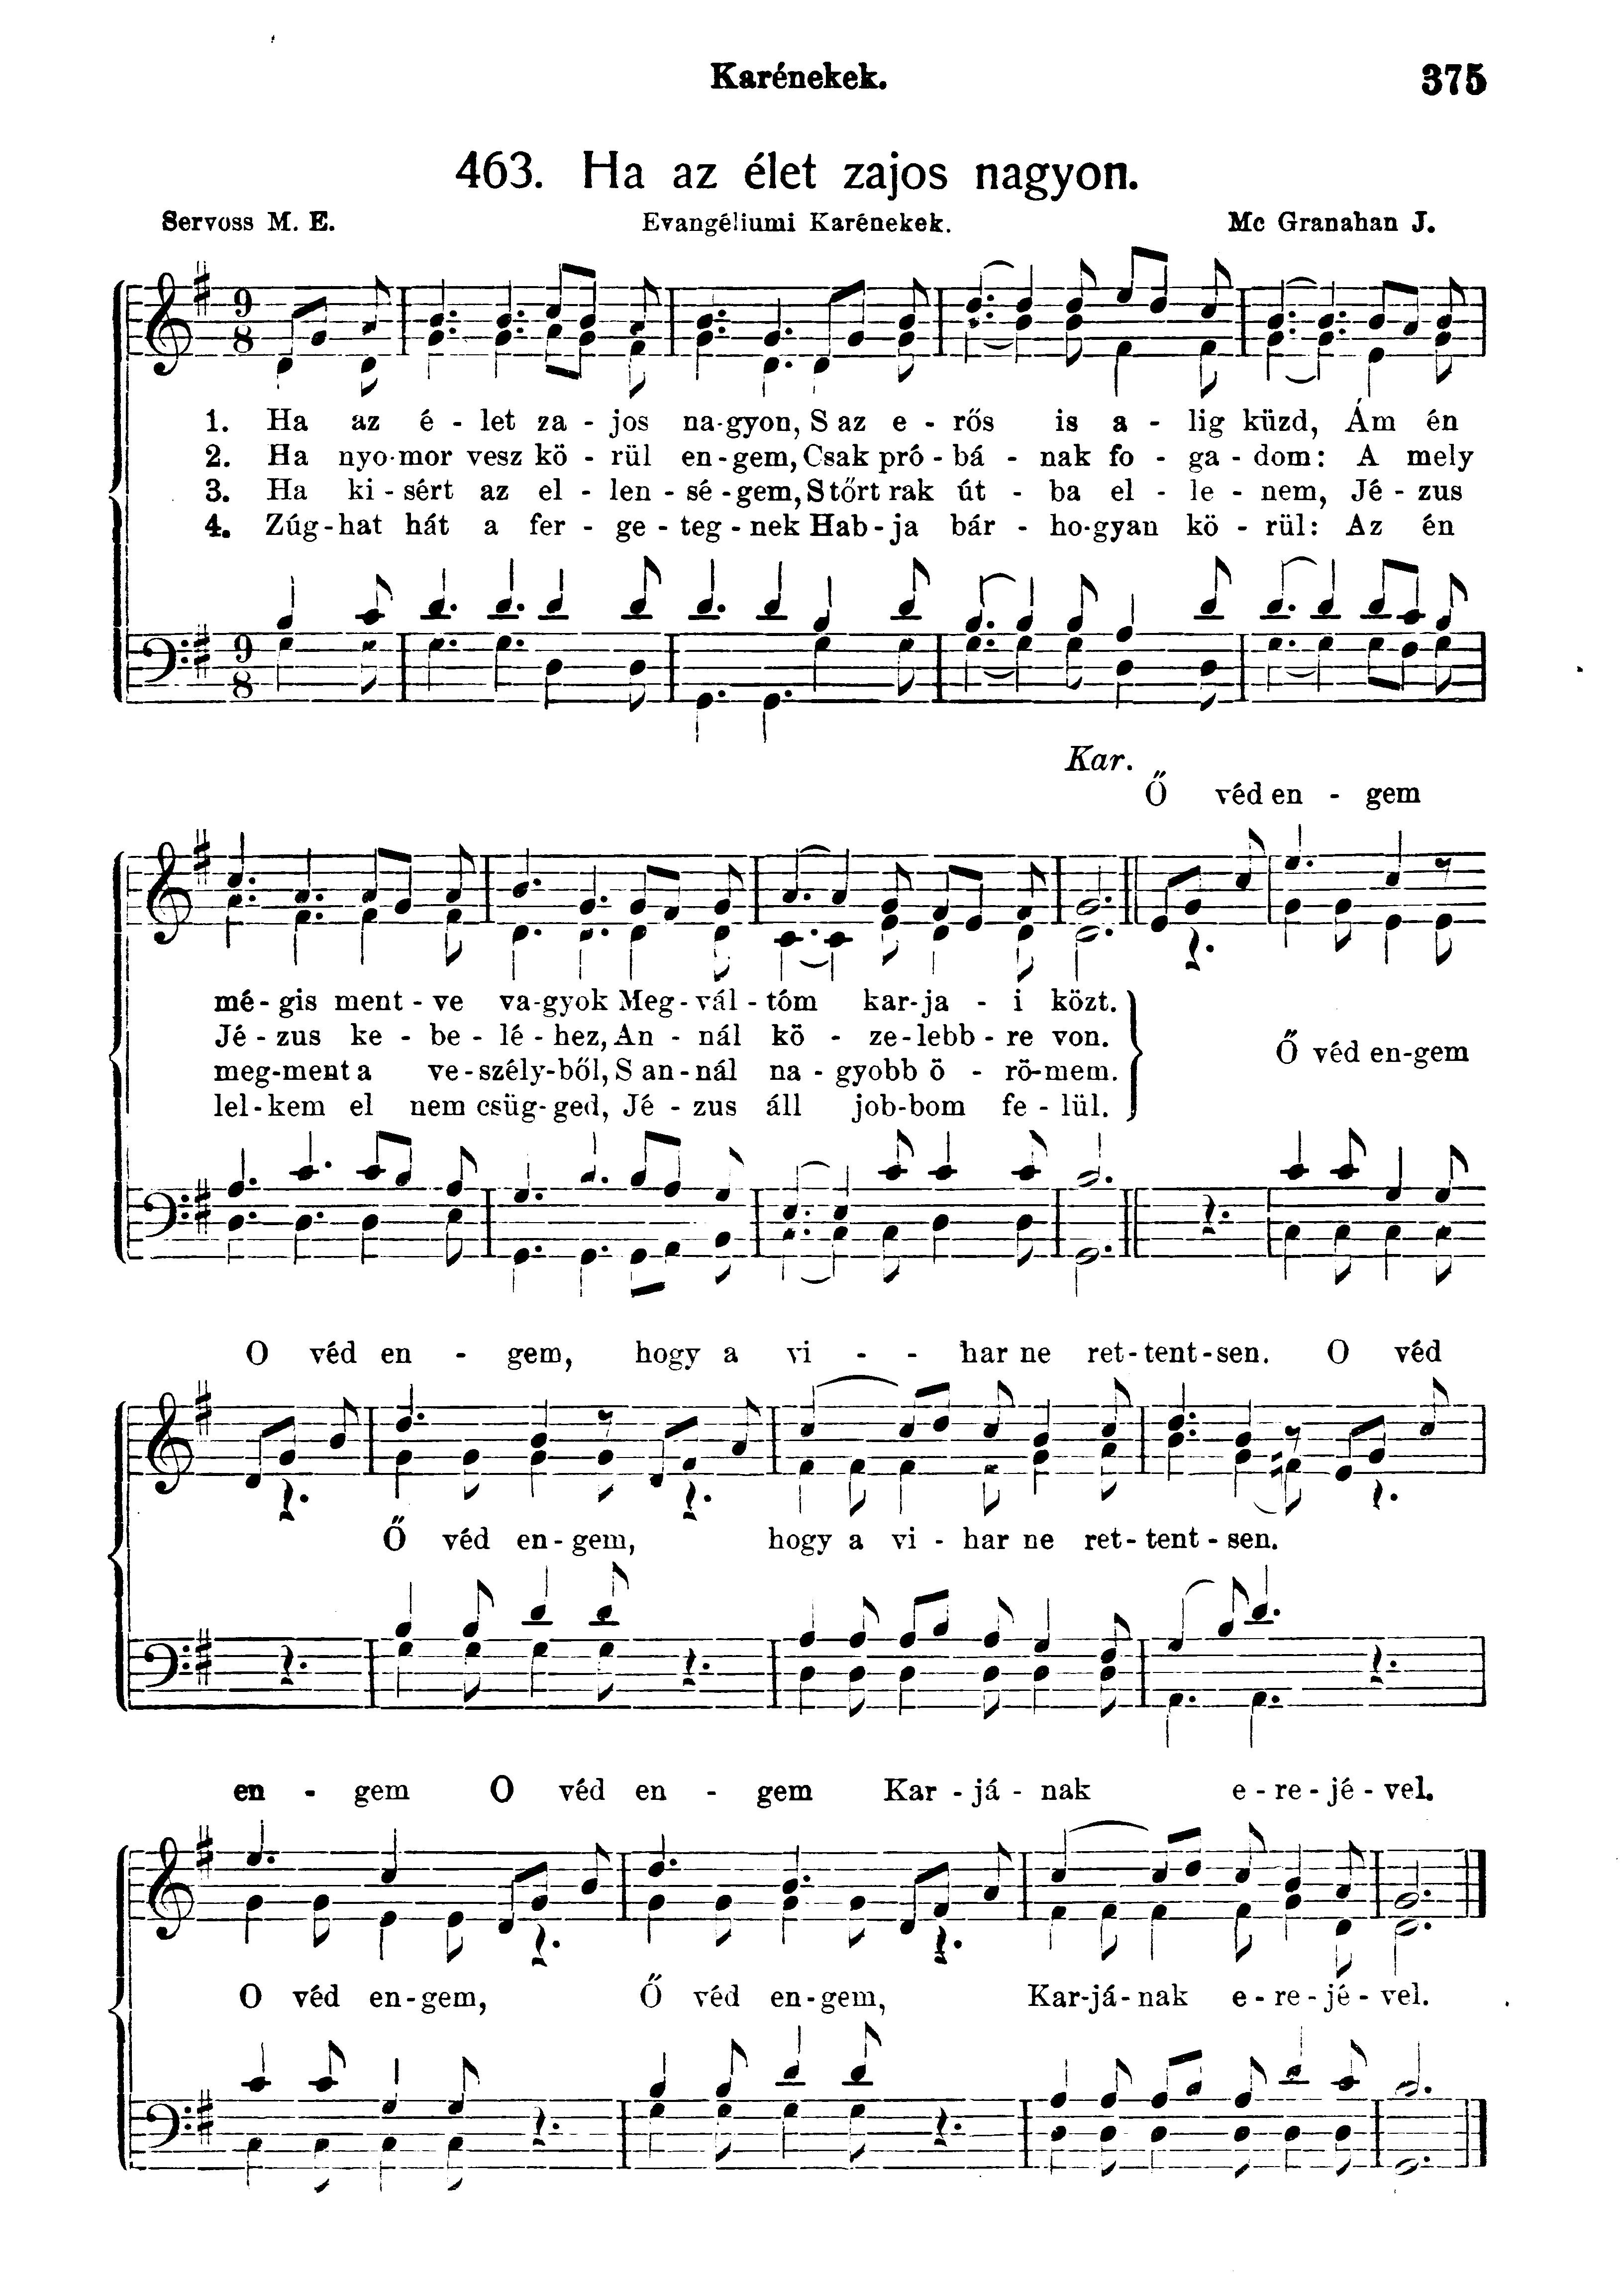 Karénekek.
375
463. Ha az élet zajos nagyon.
Servoss M. E. Evangéliumi Karénekek. Mc Granahan J.
1. Ha az é - let za - jos na-gyon, S az e - rős is a - lig küzd, Ám én
2. Ha nyo-mor vesz kö - rül en-gem, Csak pró - bá - nak fo - ga - dom: A mely
3. Ha ki - sért az el - len - sé - gem, S tőrt rak út - ba el - le - nem, Jé - zus
4. Zúg - hat hát a fer - ge - teg - nek Hab - ja bár - ho-gyan kö - rül: Az én
Kar.
Ő véd en - gem
mé - gis ment - ve va-gyok Meg - vál - tóm kar-ja - i közt.
Jé - zus ke - be - lé - hez, An - nál kö - ze-lebb - re von.
meg-ment a ve - szély-ből, S an - nál na - gyobb ö - rö-mem.
lel - kem el nem csüg-ged, Jé - zus áll job-bom fe - lül.
Ő véd en-gem
O véd en - gem, hogy a vi - - har ne ret-tent-sen. O véd
Ő véd en-gem, hogy a vi - har ne ret-tent - sen.
en - gem O véd en - gem Kar - já - nak e - re - jé - vel.
O véd en-gem, Ő véd en-gem, Kar-já-nak e - re - jé - vel.